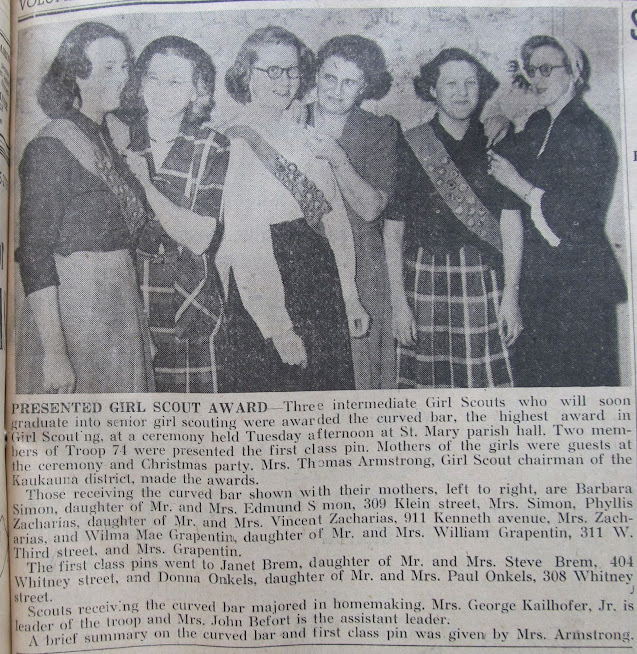 PRESENTED GIRL SCOUT AWARD—Three intermediate Girl Scouts who will soon
graduate into senior girl scouting were awarded the curved bar, the highest award in
Girl Scouting, at a ceremony held Tuesday afternoon at St. Mary parish hall. Two mem-
bers of Troop 74 were presented the first class pin. Mothers of the girls were guests at
the ceremony and Christmas party. Mrs. Thomas Armstrong, Girl Scout chairman of the
Kaukauna district, made the awards.
Those receiving the curved bar shown with their mothers, left to right, are Barbara
Simon, daughter of Mr. and Mrs. Edmund Simon, 309 Klein street, Mrs. Simon, Phyllis
Zacharias, daughter of Mr. and Mrs. Vincent Zacharias, 911 Kenneth avenue, Mrs. Zach-
arias, and Wilma Mae Grapentin, daughter of Mr. and Mrs. William Grapentin, 311 W.
Third street, and Mrs. Grapentin.
The first class pins went to Janet Brem, daughter of Mr. and Mrs. Steve Brem, 404
Whitney street, and Donna Onkels, daughter of Mr. and Mrs. Paul Onkels, 308 Whitney
street.
Scouts receiving the curved bar majored in homemaking. Mrs. George Kailhofer, Jr. is
leader of the troop and Mrs. John Befort is the assistant leader.
A brief summary on the curved bar and first class pin was given by Mrs. Armstrong.